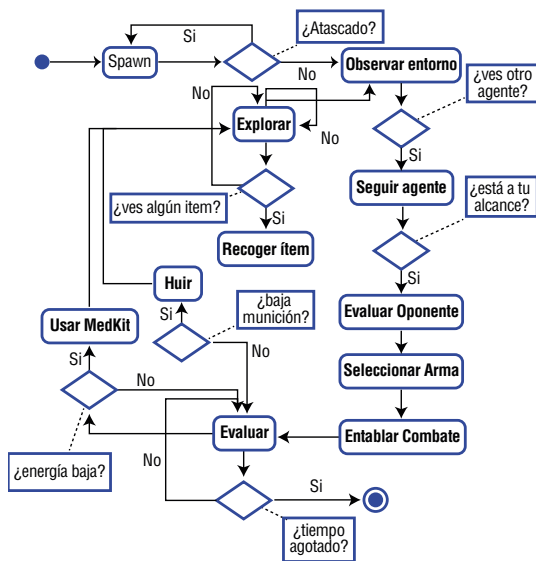 Si
¿Atascado?
Spawn
No
Observar entorno
¿ves otro
agente?
No
Explorar
No
Si
¿ves algún item?
Si
Seguir agente
¿está a tu
alcance?
Recoger ítem
Si
Huir
¿baja
munición?
Evaluar Oponente
Usar MedKit
Si
No
Si
No
Seleccionar Arma
Evaluar
Entablar Combate
¿energía baja?
No
Si
¿tiempo
agotado?